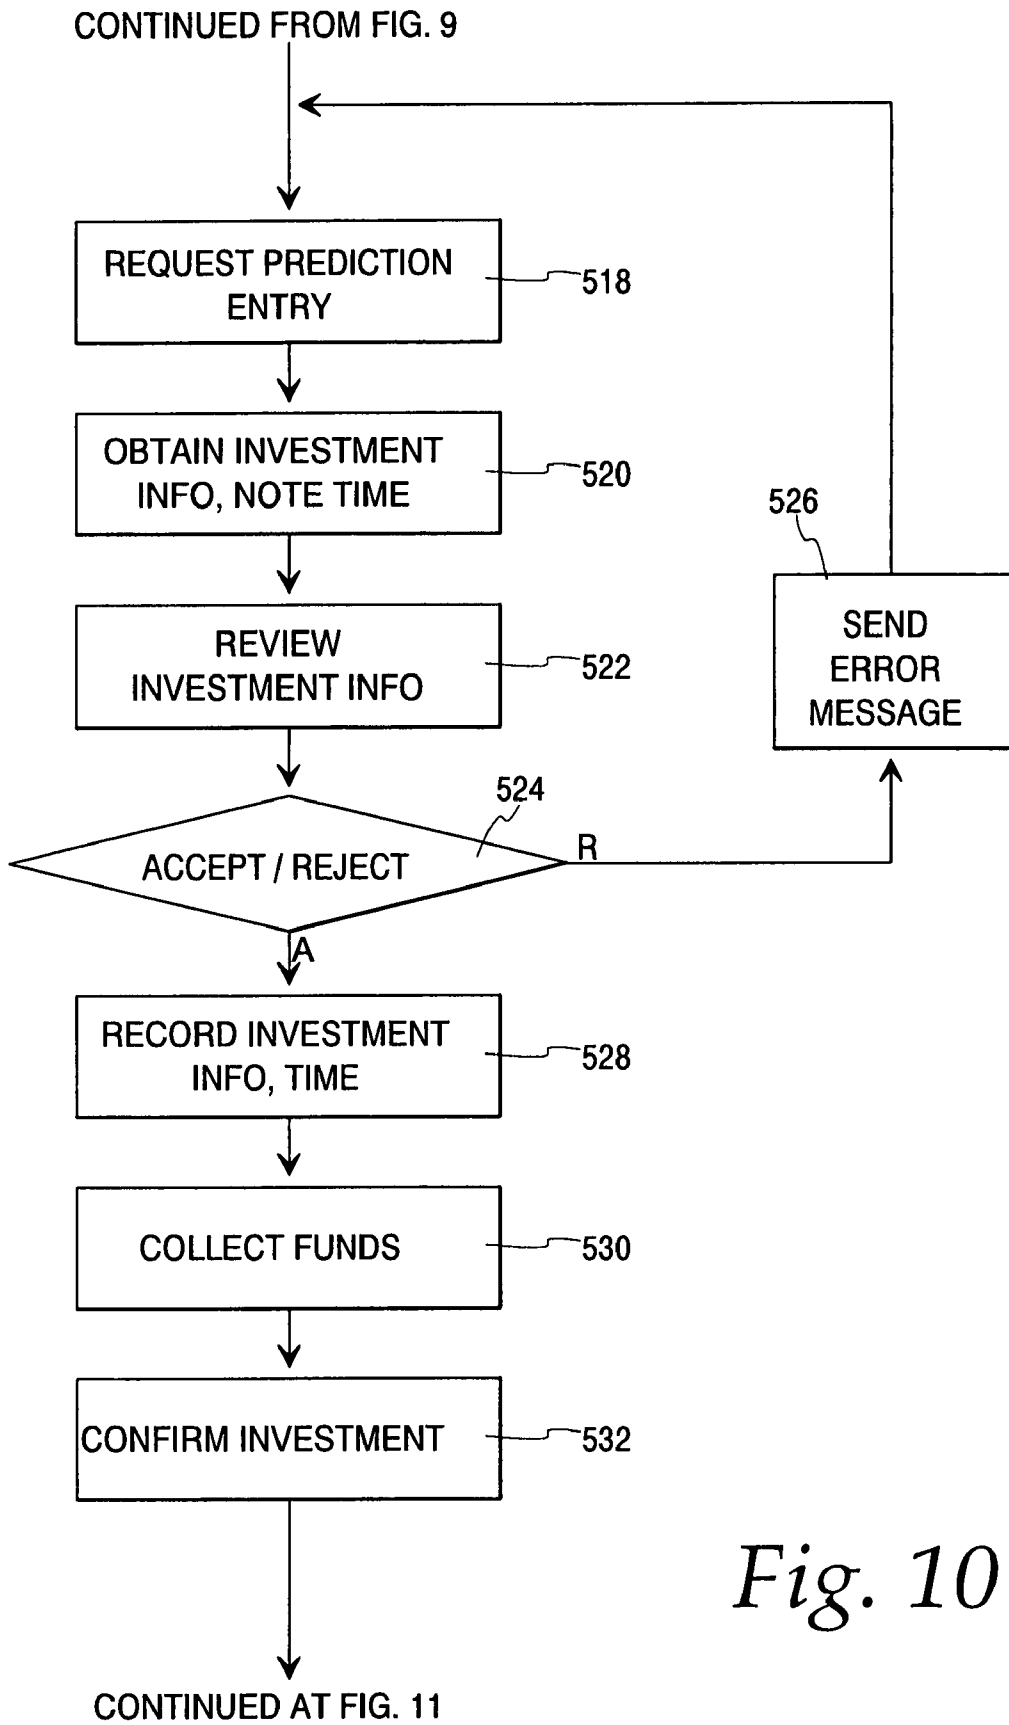 CONTINUED FROM FIG. 9
REQUEST PREDICTION
ENTRY
518
OBTAIN INVESTMENT
INFO, NOTE TIME
520
526
REVIEW
INVESTMENT INFO
522
SEND
ERROR
MESSAGE
524
ACCEPT / REJECT
R
A
RECORD INVESTMENT
INFO, TIME
528
COLLECT FUNDS
530
CONFIRM INVESTMENT
532
Fig. 10
CONTINUED AT FIG. 11